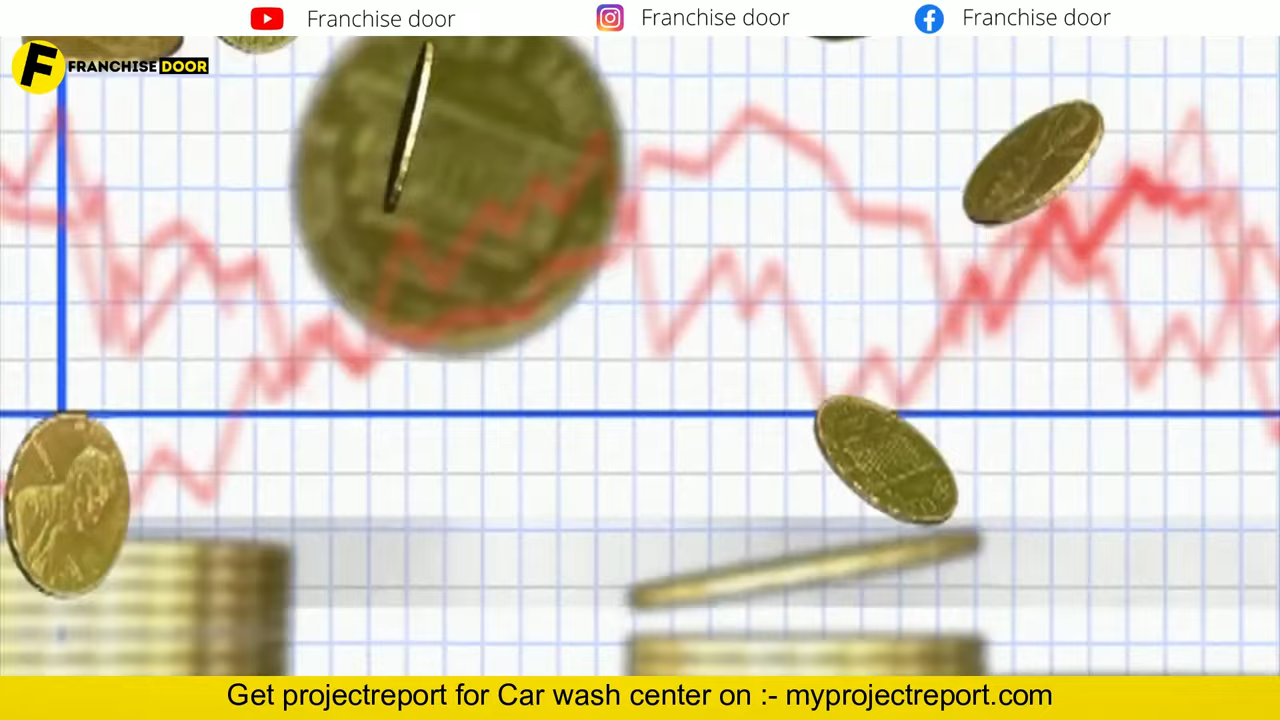 Franchise door
Franchise door
Franchise door
F FRANCHISE DOOR
Get projectreport for Car wash center on :- myprojectreport.com